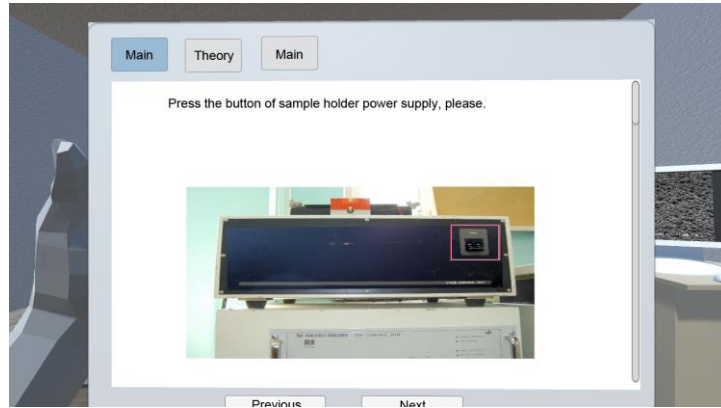 Main
Theory
Main
Press the button of sample holder power supply, please.
Previous
Next